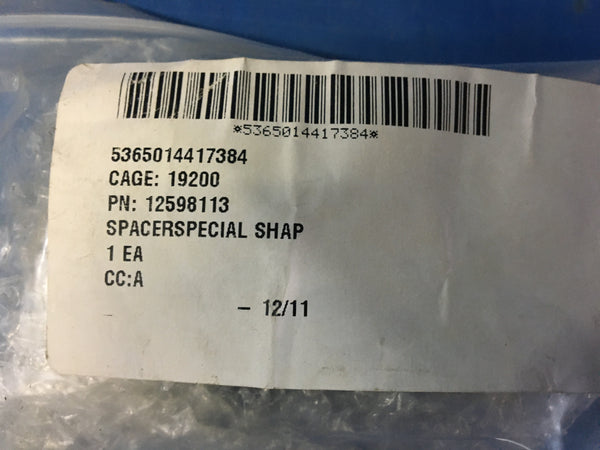 *5365014417384*
5365014417384
CAGE: 19200
PN: 12598113
SPACERSPECIAL SHAP
1 EA
CC:A
– 12/11